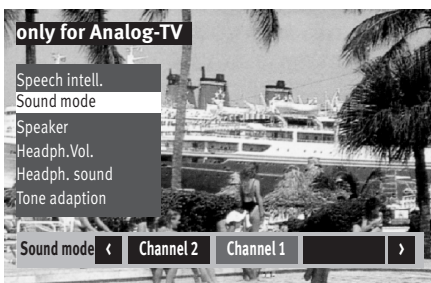 only for Analog-TV
Speech intell.
Sound mode
Speaker
Headph.Vol.
Headph. sound
Tone adaption
Sound mode ‹ Channel 2 Channel 1 ›